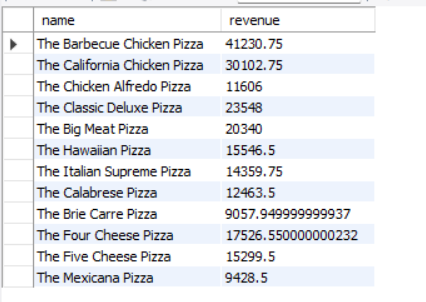 name revenue
The Barbecue Chicken Pizza 41230.75
The California Chicken Pizza 30102.75
The Chicken Alfredo Pizza 11606
The Classic Deluxe Pizza 23548
The Big Meat Pizza 20340
The Hawaiian Pizza 15546.5
The Italian Supreme Pizza 14359.75
The Calabrese Pizza 12463.5
The Brie Carre Pizza 9057.949999999937
The Four Cheese Pizza 17526.550000000232
The Five Cheese Pizza 15299.5
The Mexicana Pizza 9428.5